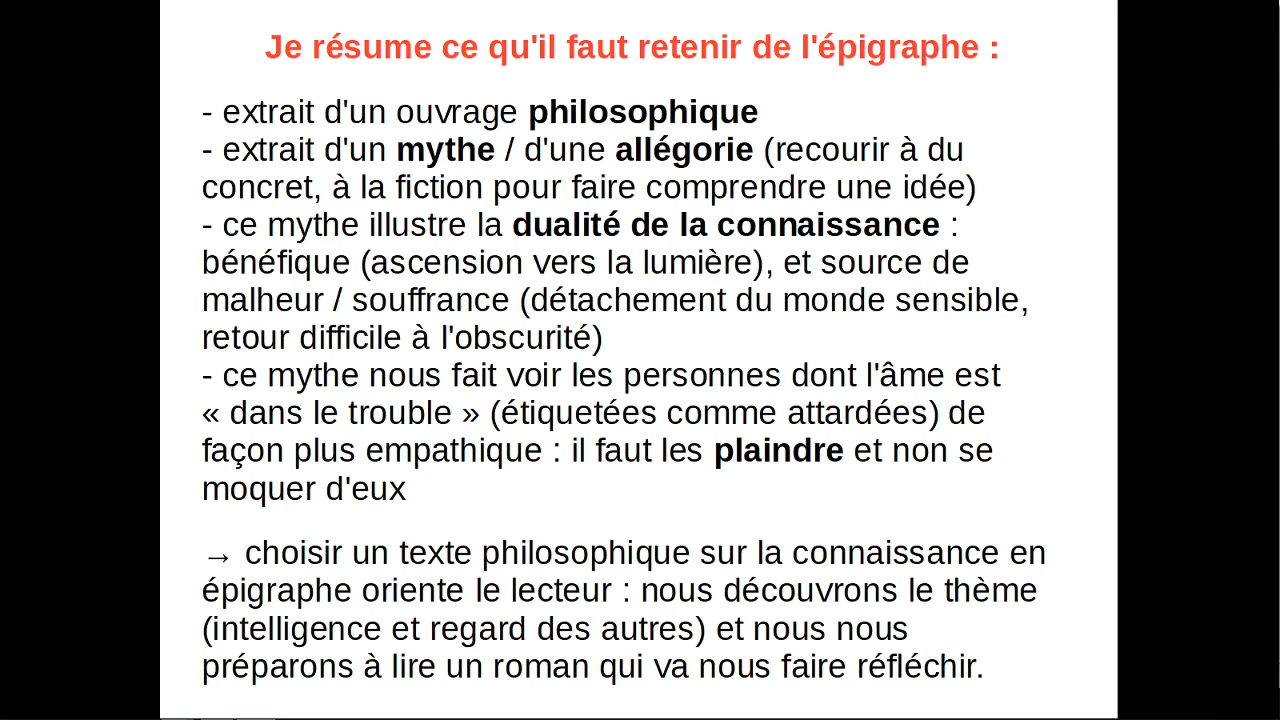 Je résume ce qu'il faut retenir de l'épigraphe :
- extrait d'un ouvrage philosophique
- extrait d'un mythe / d'une allégorie (recourir à du
concret, à la fiction pour faire comprendre une idée)
- ce mythe illustre la dualité de la connaissance :
bénéfique (ascension vers la lumière), et source de
malheur / souffrance (détachement du monde sensible,
retour difficile à l'obscurité)
- ce mythe nous fait voir les personnes dont l'âme est
« dans le trouble » (étiquetées comme attardées) de
façon plus empathique : il faut les plaindre et non se
moquer d'eux
→ choisir un texte philosophique sur la connaissance en
épigraphe oriente le lecteur : nous découvrons le thème
(intelligence et regard des autres) et nous nous
préparons à lire un roman qui va nous faire réfléchir.